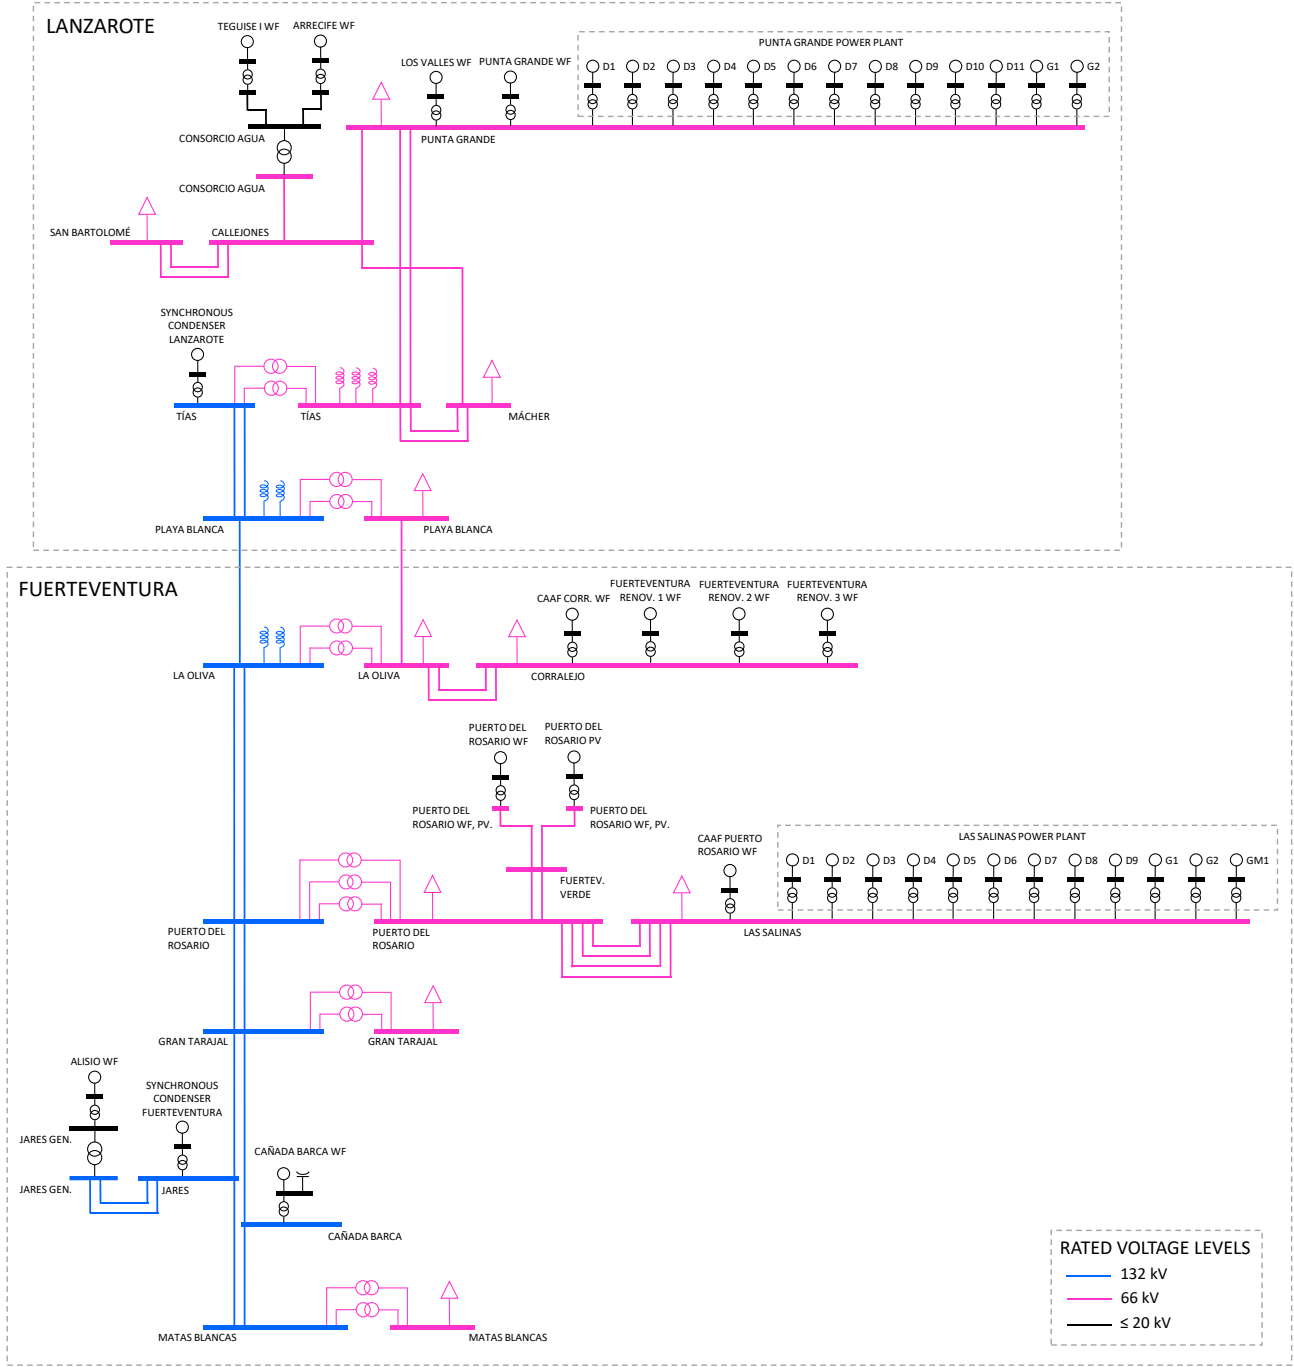 LANZAROTE
TEGUISE I WF
ARRECIFE WF
LOS VALLES WF
PUNTA GRANDE WF
PUNTA GRANDE POWER PLANT
D1 D2 D3 D4 D5 D6 D7 D8 D9 D10 D11 G1 G2
CONSORCIO AGUA
PUNTA GRANDE
CONSORCIO AGUA
SAN BARTOLOMÉ
CALLEJONES
SYNCHRONOUS
CONDENSER
LANZAROTE
TÍAS
TÍAS
MÁCHER
PLAYA BLANCA
PLAYA BLANCA
FUERTEVENTURA
CAAF CORR. WF
FUERTEVENTURA
RENOV. 1 WF
FUERTEVENTURA
RENOV. 2 WF
FUERTEVENTURA
RENOV. 3 WF
LA OLIVA
LA OLIVA
CORRALEJO
PUERTO DEL
ROSARIO WF
PUERTO DEL
ROSARIO PV
PUERTO DEL
ROSARIO WF, PV.
PUERTO DEL
ROSARIO WF, PV.
FUERTEV.
VERDE
CAAF PUERTO
ROSARIO WF
LAS SALINAS POWER PLANT
D1 D2 D3 D4 D5 D6 D7 D8 D9 G1 G2 GM1
PUERTO DEL
ROSARIO
PUERTO DEL
ROSARIO
LAS SALINAS
GRAN TARAJAL
GRAN TARAJAL
ALISIO WF
SYNCHRONOUS
CONDENSER
FUERTEVENTURA
JARES GEN.
JARES GEN.
JARES
CAÑADA BARCA WF
CAÑADA BARCA
MATAS BLANCAS
MATAS BLANCAS
RATED VOLTAGE LEVELS
132 kV
66 kV
≤ 20 kV